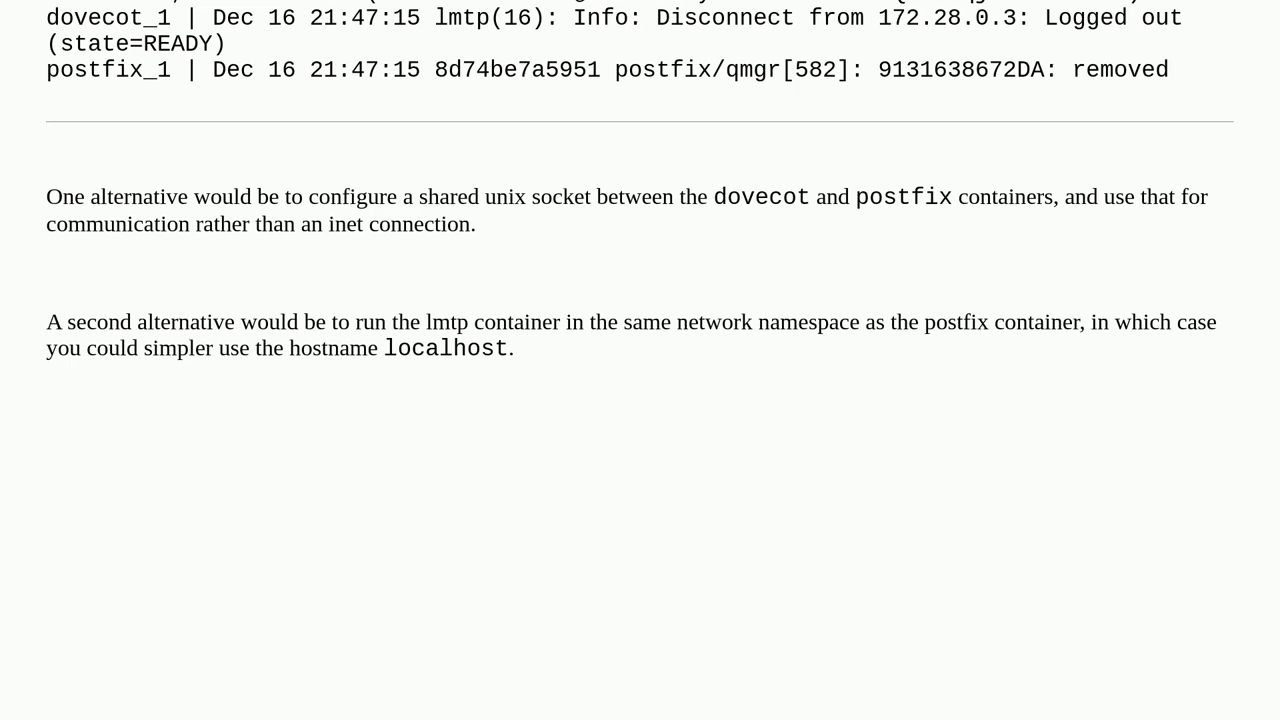 dovecot_1 | Dec 16 21:47:15 lmtp(16): Info: Disconnect from 172.28.0.3: Logged out
(state=READY)
postfix_1 | Dec 16 21:47:15 8d74be7a5951 postfix/qmgr[582]: 9131638672DA: removed
One alternative would be to configure a shared unix socket between the dovecot and postfix containers, and use that for
communication rather than an inet connection.
A second alternative would be to run the lmtp container in the same network namespace as the postfix container, in which case
you could simpler use the hostname localhost.